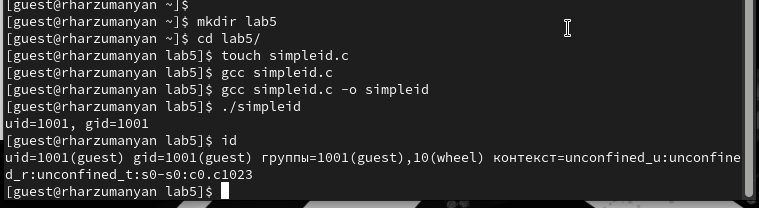 [guest@rharzumanyan ~]$
[guest@rharzumanyan ~]$ mkdir lab5
[guest@rharzumanyan ~]$ cd lab5/
[guest@rharzumanyan lab5]$ touch simpleid.c
[guest@rharzumanyan lab5]$ gcc simpleid.c
[guest@rharzumanyan lab5]$ gcc simpleid.c -o simpleid
[guest@rharzumanyan lab5]$ ./simpleid
uid=1001, gid=1001
[guest@rharzumanyan lab5]$ id
uid=1001(guest) gid=1001(guest) группы=1001(guest),10(wheel) контекст=unconfined_u:unconfine
d_r:unconfined_t:s0-s0:c0.c1023
[guest@rharzumanyan lab5]$